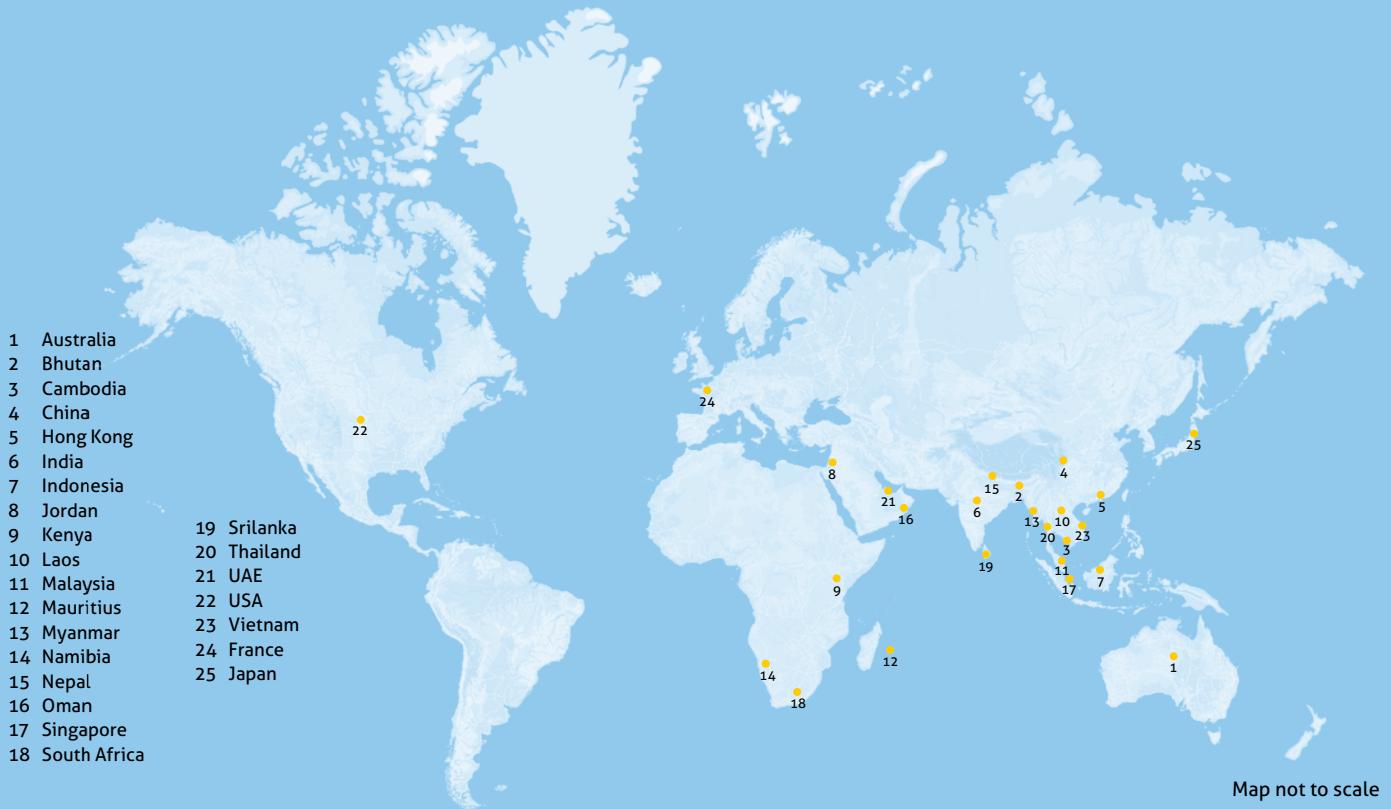 1 Australia
2 Bhutan
3 Cambodia
4 China
5 Hong Kong
6 India
7 Indonesia
8 Jordan
9 Kenya
10 Laos
11 Malaysia
12 Mauritius
13 Myanmar
14 Namibia
15 Nepal
16 Oman
17 Singapore
18 South Africa
19 Srilanka
20 Thailand
21 UAE
22 USA
23 Vietnam
24 France
25 Japan
24
22
25
8
4
15
2
21
6
5
16
13
10
20
23
3
19
11
7
17
9
12
1
14
18
Map not to scale